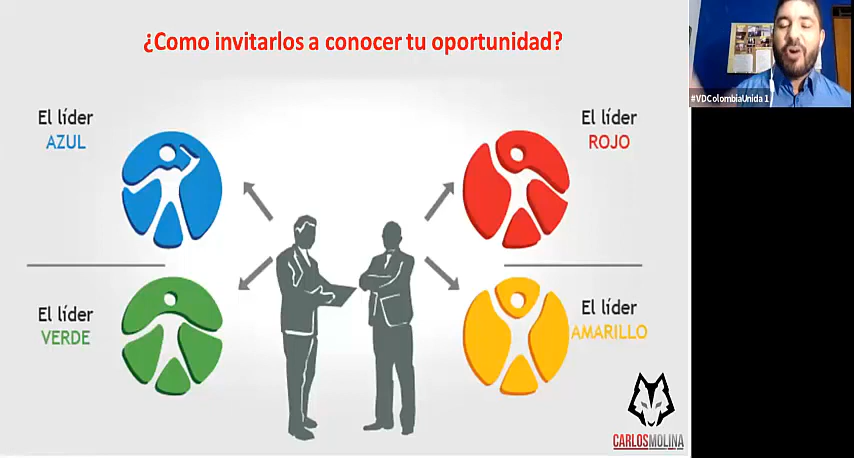 ¿Como invitarlos a conocer tu oportunidad?
#VDColombiaUnida 1
El líder
AZUL
El líder
ROJO
El líder
VERDE
El líder
AMARILLO
CARLOSMOLINA